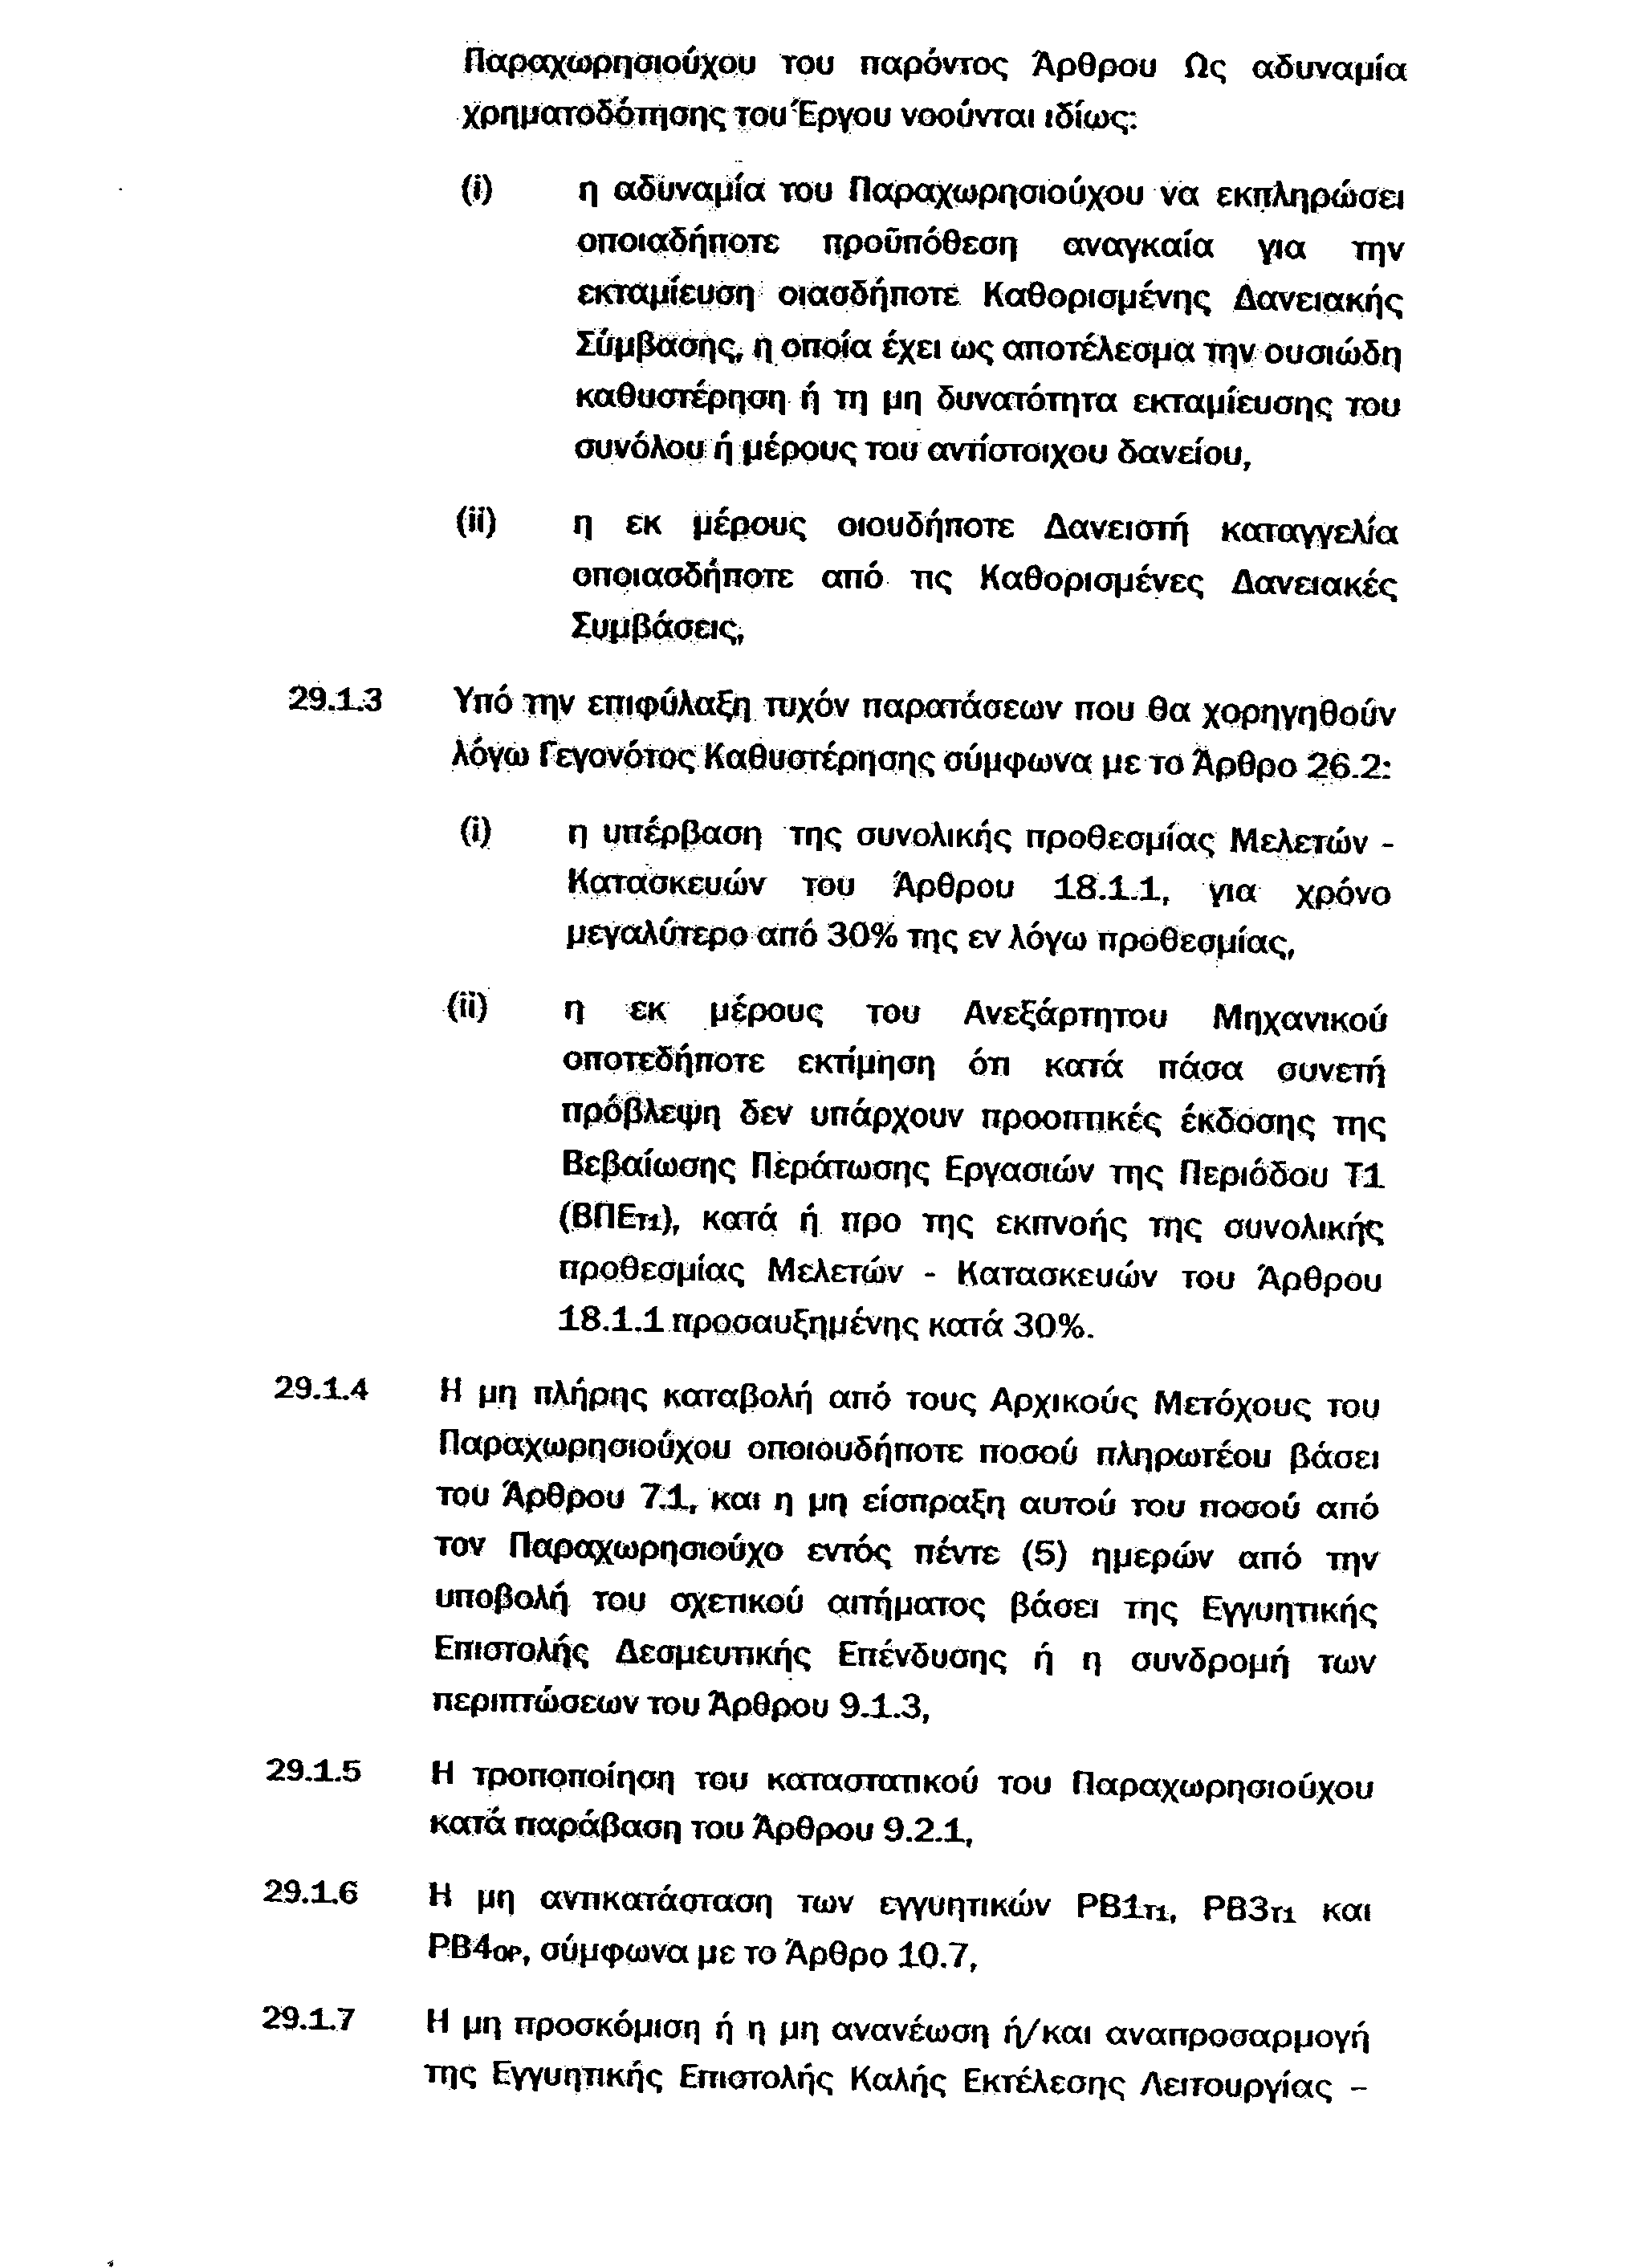 Παραχωρησιούχου του παρόντος Άρθρου Ως αδυναμία
χρηματοδότησης του Έργου νοούνται ιδίως:
(i) η αδυναμία του Παραχωρησιούχου να εκπληρώσει
οποιαδήποτε προϋπόθεση αναγκαία για την
εκταμίευση οιασδήποτε Καθορισμένης Δανειακής
Σύμβασης, η οποία έχει ως αποτέλεσμα την ουσιώδη
καθυστέρηση ή τη μη δυνατότητα εκταμίευσης του
συνόλου ή μέρους του αντίστοιχου δανείου,
(ii) η εκ μέρους οιουδήποτε Δανειστή καταγγελία
οποιασδήποτε από τις Καθορισμένες Δανειακές
Συμβάσεις,
29.1.3 Υπό την επιφύλαξη τυχόν παρατάσεων που θα χορηγηθούν
λόγω Γεγονότος Καθυστέρησης σύμφωνα με το Άρθρο 26.2:
(i) η υπέρβαση της συνολικής προθεσμίας Μελετών -
Κατασκευών του Άρθρου 18.1.1, για χρόνο
μεγαλύτερο από 30% της εν λόγω προθεσμίας,
(ii) η εκ μέρους του Ανεξάρτητου Μηχανικού
οποτεδήποτε εκτίμηση ότι κατά πάσα συνετή
πρόβλεψη δεν υπάρχουν προοπτικές έκδοσης της
Βεβαίωσης Περάτωσης Εργασιών της Περιόδου Τ1
(ΒΠΕΤ1), κατά ή προ της εκπνοής της συνολικής
προθεσμίας Μελετών - Κατασκευών του Άρθρου
18.1.1 προσαυξημένης κατά 30%.
29.1.4 Η μη πλήρης καταβολή από τους Αρχικούς Μετόχους του
Παραχωρησιούχου οποιουδήποτε ποσού πληρωτέου βάσει
του Άρθρου 7.1, και η μη είσπραξη αυτού του ποσού από
τον Παραχωρησιούχο εντός πέντε (5) ημερών από την
υποβολή του σχετικού αιτήματος βάσει της Εγγυητικής
Επιστολής Δεσμευτικής Επένδυσης ή η συνδρομή των
περιπτώσεων του Άρθρου 9.1.3,
29.1.5 Η τροποποίηση του καταστατικού του Παραχωρησιούχου
κατά παράβαση του Άρθρου 9.2.1,
29.1.6 Η μη αντικατάσταση των εγγυητικών PB1T1, PB3T1 και
PB4OP, σύμφωνα με το Άρθρο 10.7,
29.1.7 Η μη προσκόμιση ή η μη ανανέωση ή/και αναπροσαρμογή
της Εγγυητικής Επιστολής Καλής Εκτέλεσης Λειτουργίας –